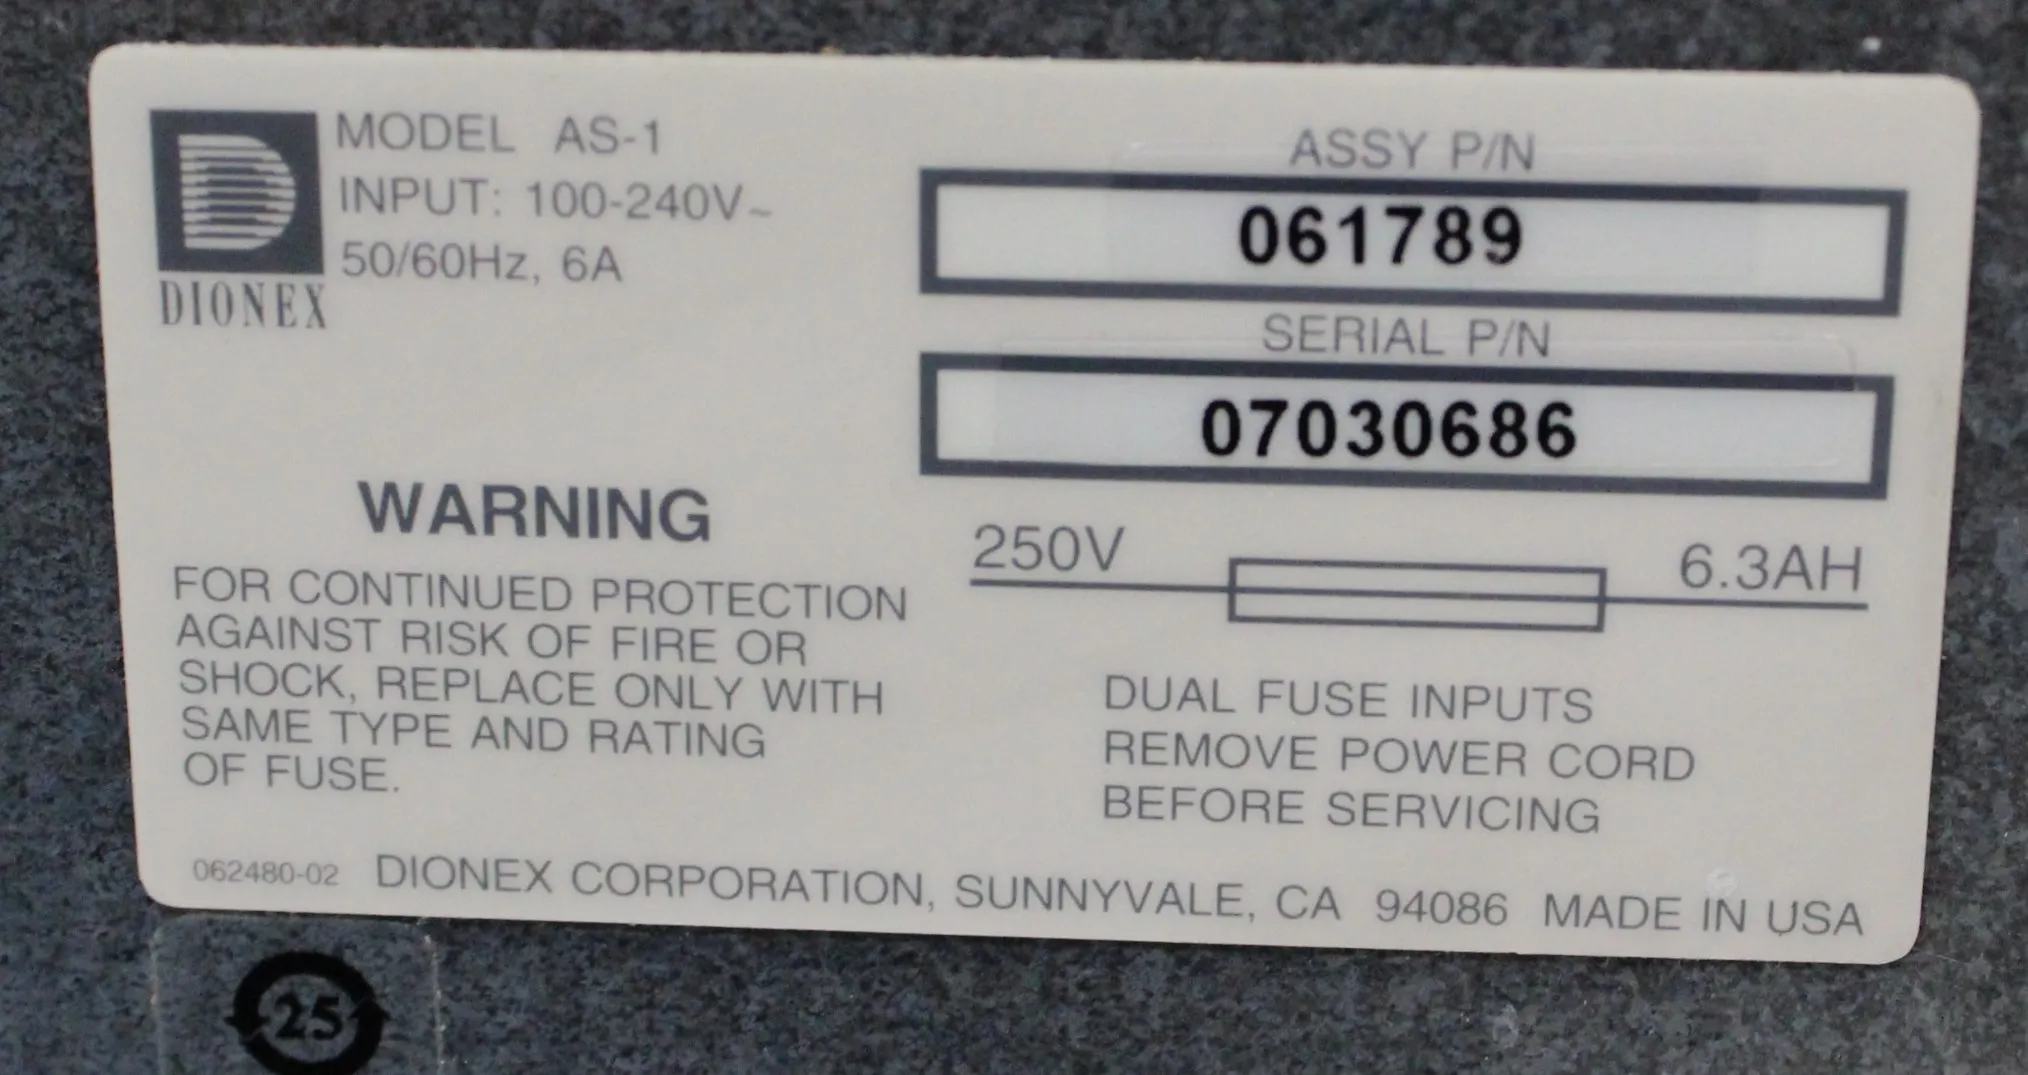 DIONEX
MODEL AS-1
INPUT: 100-240V~
50/60Hz, 6A
ASSY P/N
061789
SERIAL P/N
07030686
WARNING
FOR CONTINUED PROTECTION
AGAINST RISK OF FIRE OR
SHOCK, REPLACE ONLY WITH
SAME TYPE AND RATING
OF FUSE.
250V 6.3AH
DUAL FUSE INPUTS
REMOVE POWER CORD
BEFORE SERVICING
062480-02 DIONEX CORPORATION, SUNNYVALE, CA 94086 MADE IN USA
25